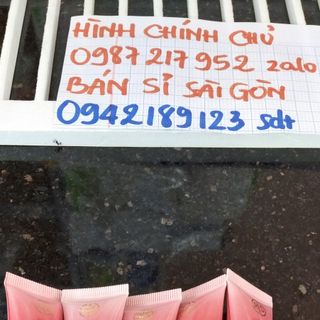 HÌNH CHÍNH CHỦ
0987 217 952 zalo
BÁN SỈ SÀI GÒN
0942189123 sdt